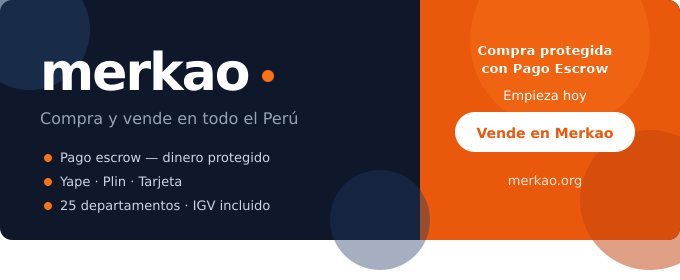 merkao
Compra y vende en todo el Perú
Pago escrow — dinero protegido
Yape · Plin · Tarjeta
25 departamentos · IGV incluido
Compra protegida
con Pago Escrow
Empieza hoy
Vende en Merkao
merkao.org